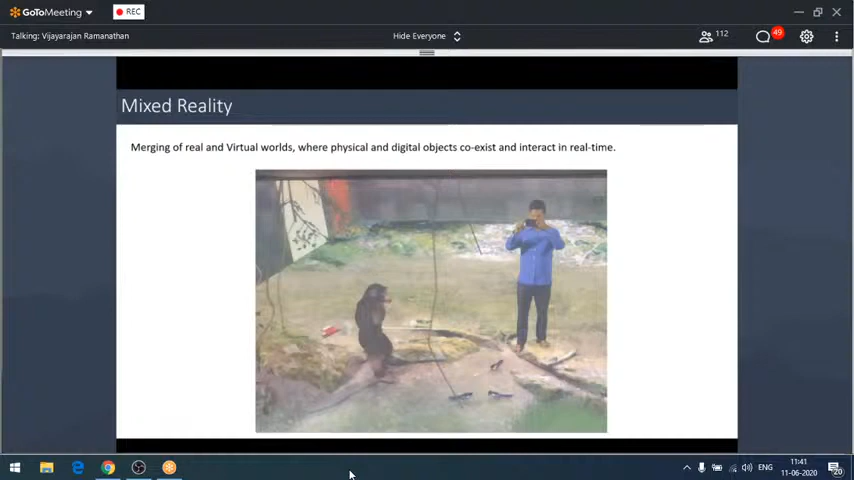 GoToMeeting
REC
Talking: Vijayarajan Ramanathan
Hide Everyone
112
49
Mixed Reality
Merging of real and Virtual worlds, where physical and digital objects co-exist and interact in real-time.
ENG
11:41
11-06-2020
20